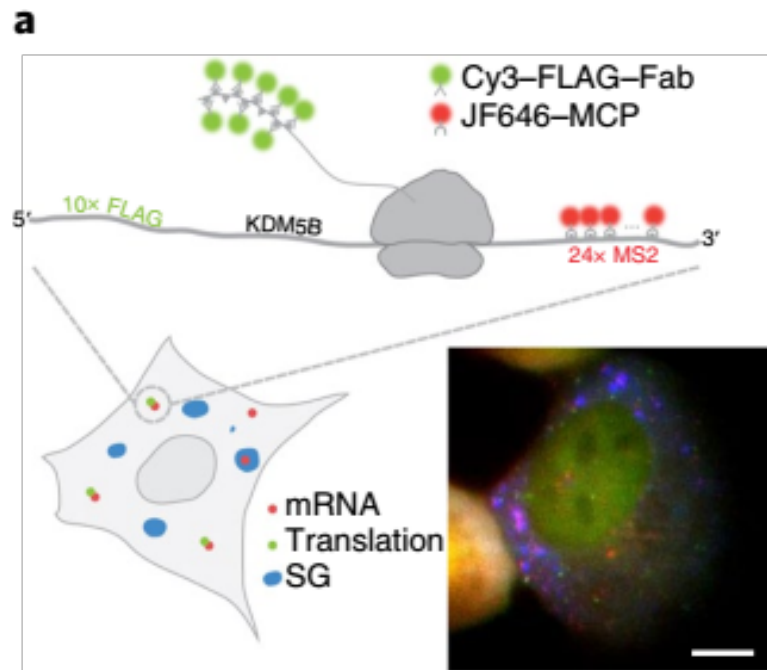 a
Cy3–FLAG–Fab
JF646–MCP
10× FLAG
5′
KDM5B
...
3′
24× MS2
mRNA
Translation
SG